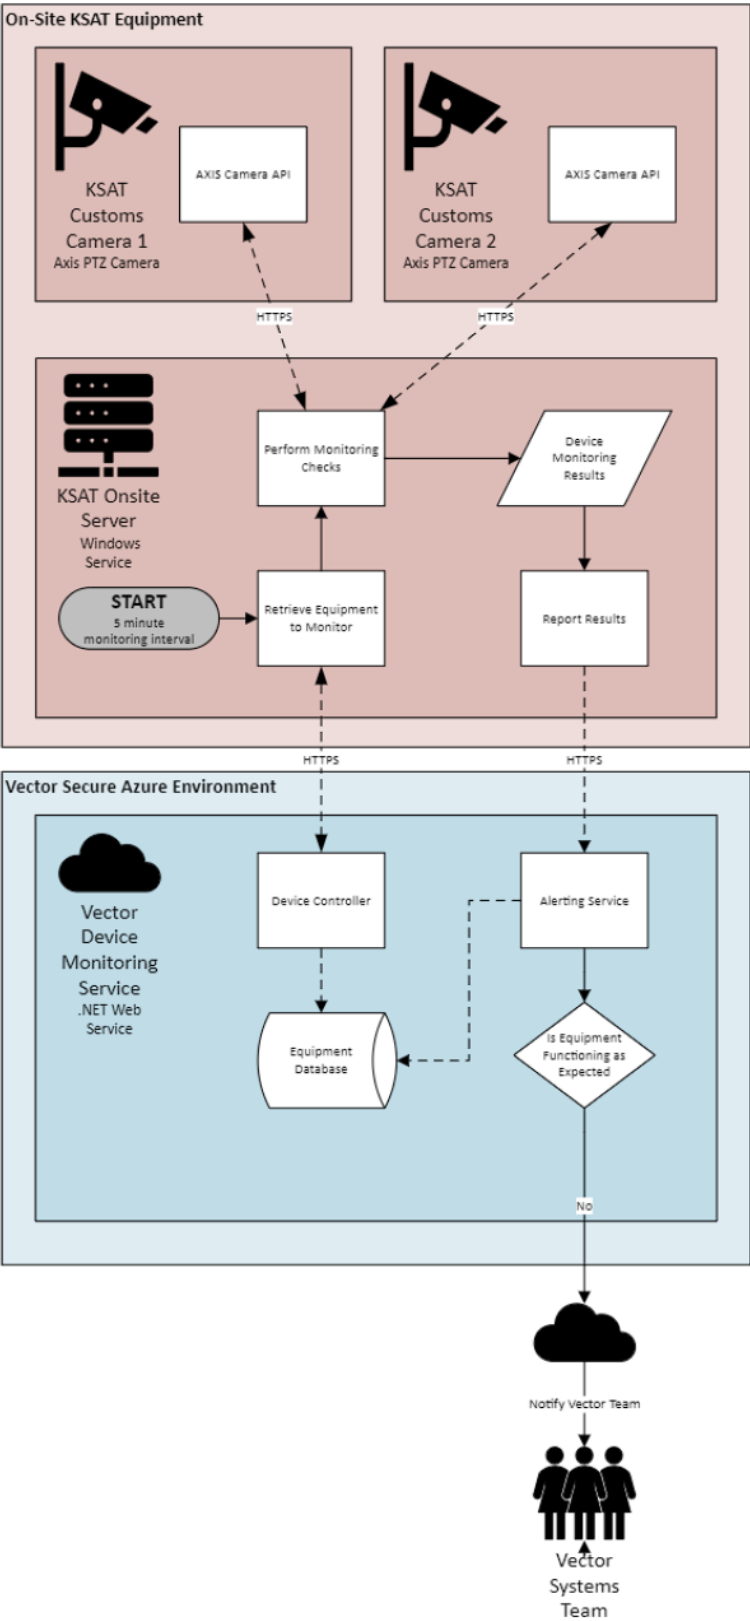 On-Site KSAT Equipment
KSAT
Customs
Camera 1
Axis PTZ Camera
AXIS Camera API
KSAT
Customs
Camera 2
Axis PTZ Camera
AXIS Camera API
HTTPS
HTTPS
KSAT Onsite
Server
Windows
Service
Perform Monitoring
Checks
Device
Monitoring
Results
START
5 minute
monitoring interval
Retrieve Equipment
to Monitor
Report Results
HTTPS
HTTPS
Vector Secure Azure Environment
Vector
Device
Monitoring
Service
.NET Web
Service
Device Controller
Alerting Service
Equipment
Database
Is Equipment
Functioning as
Expected
No
Notify Vector Team
Vector
Systems
Team